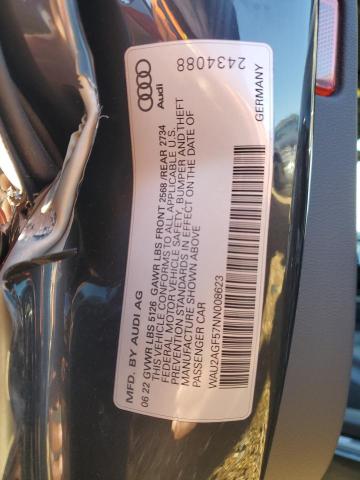 Audi
2434088
MFD. BY AUDI AG
06 22 GVWR LBS 5126 GAWR LBS FRONT 2568/REAR 2734
THIS VEHICLE CONFORMS TO ALL APPLICABLE U.S.
FEDERAL MOTOR VEHICLE SAFETY, BUMPER AND THEFT
PREVENTION STANDARDS IN EFFECT ON THE DATE OF
MANUFACTURE SHOWN ABOVE
PASSENGER CAR
WAU2AGF57NN008623
GERMANY